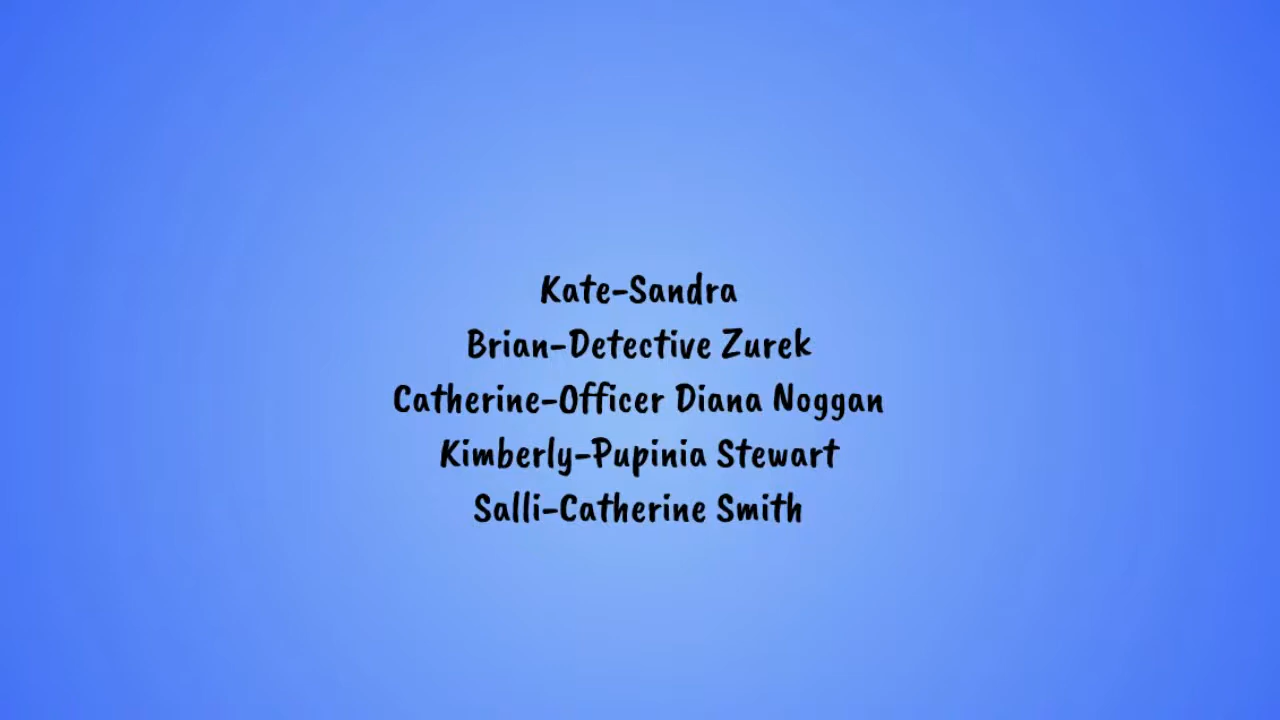 Kate-Sandra
Brian-Detective Zurek
Catherine-Officer Diana Noggan
Kimberly-Pupinia Stewart
Salli-Catherine Smith